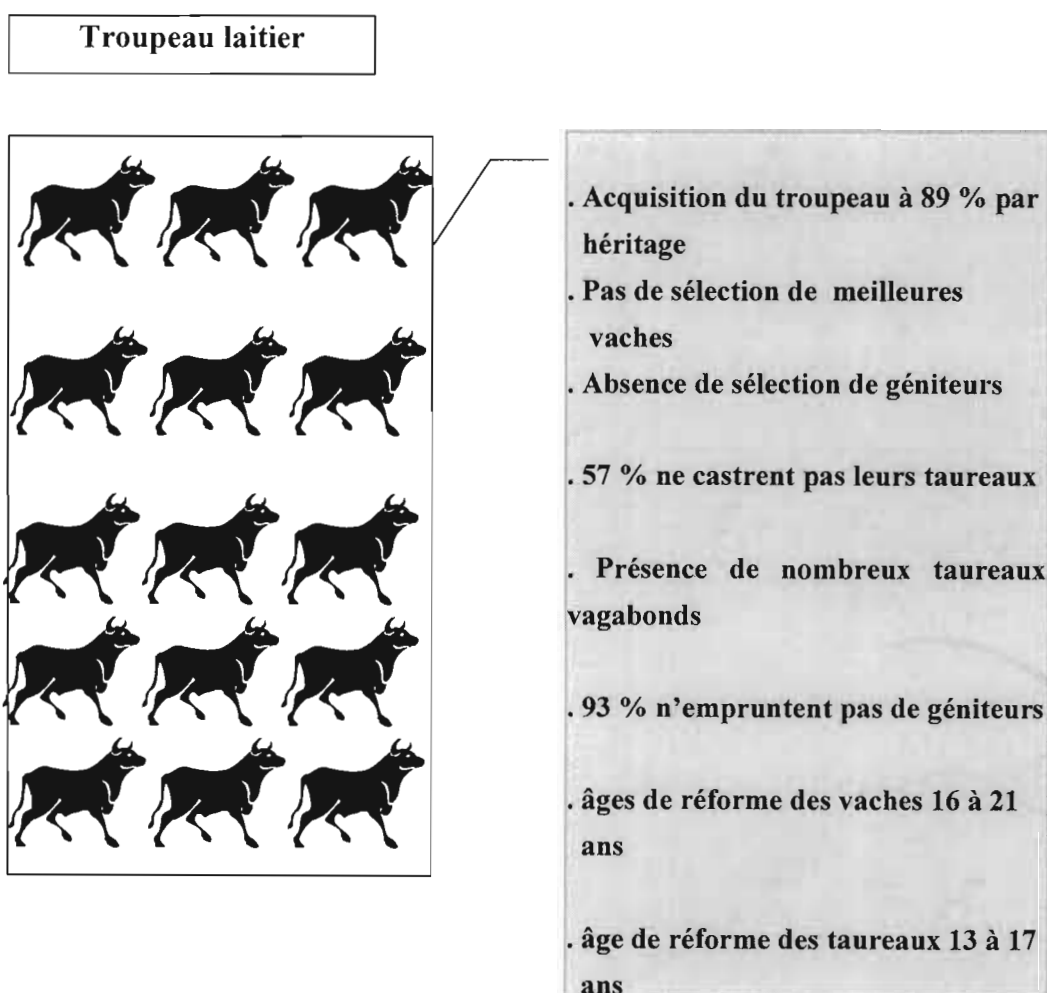 Troupeau laitier
. Acquisition du troupeau à 89 % par
héritage
. Pas de sélection de meilleures
vaches
. Absence de sélection de géniteurs
. 57 % ne castrent pas leurs taureaux
. Présence de nombreux taureaux
vagabonds
. 93 % n'empruntent pas de géniteurs
. âges de réforme des vaches 16 à 21
ans
. âge de réforme des taureaux 13 à 17
ans